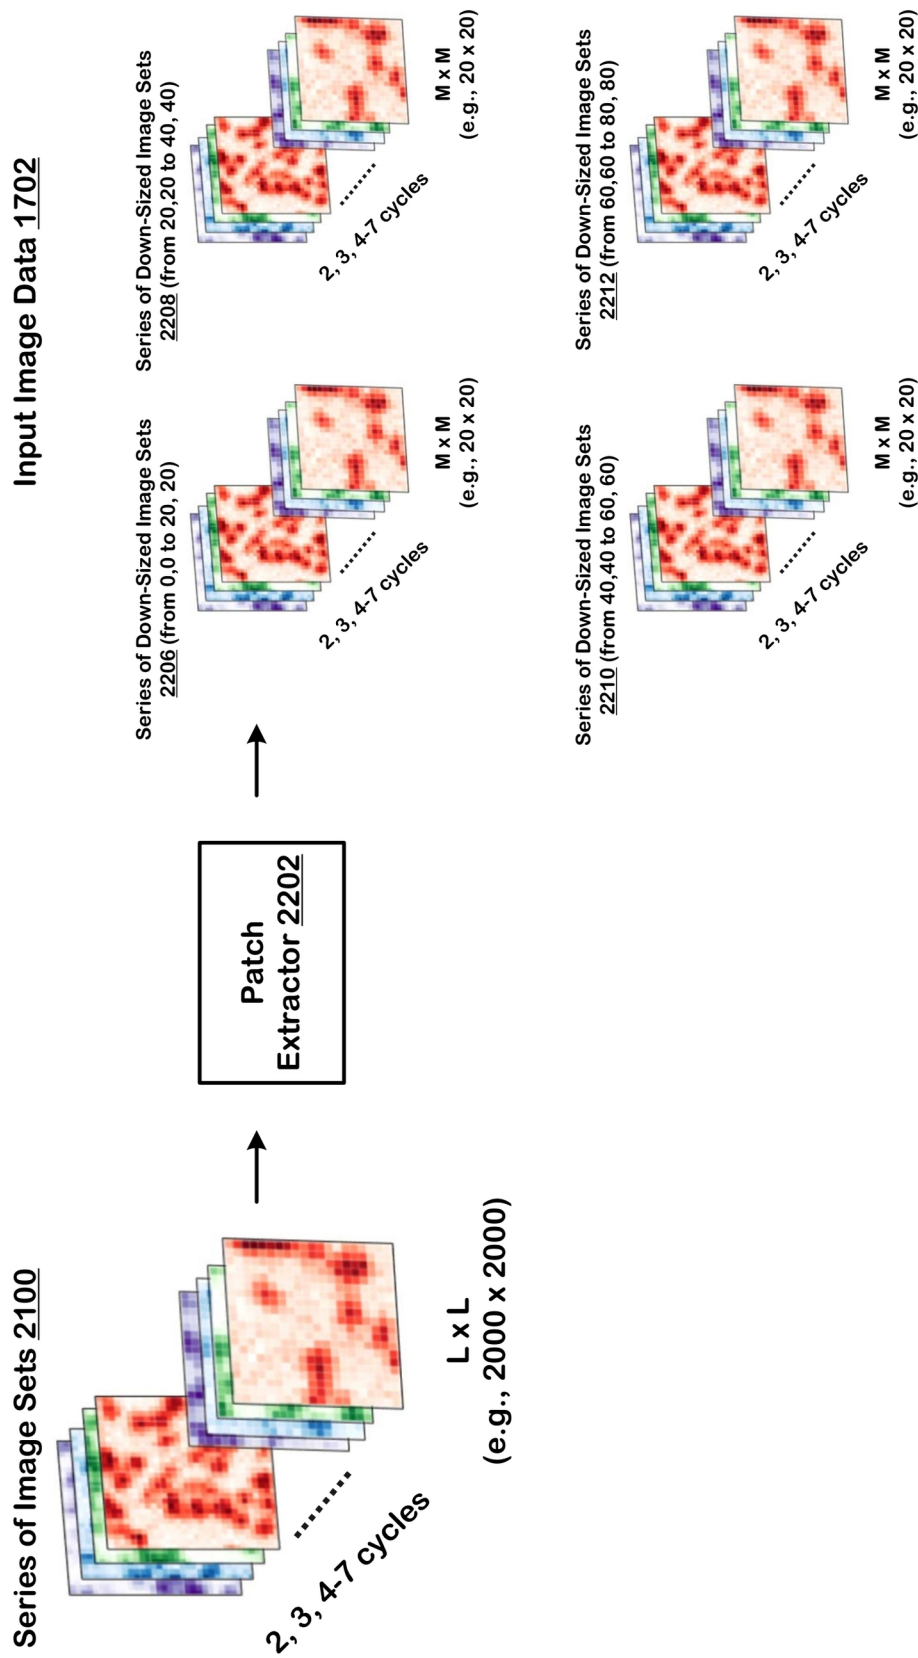 Series of Image Sets 2100
2, 3, 4-7 cycles
L x L
(e.g., 2000 x 2000)
Patch
Extractor 2202
Input Image Data 1702
Series of Down-Sized Image Sets
2206 (from 0,0 to 20, 20)
2, 3, 4-7 cycles
M x M
(e.g., 20 x 20)
Series of Down-Sized Image Sets
2208 (from 20,20 to 40, 40)
2, 3, 4-7 cycles
M x M
(e.g., 20 x 20)
Series of Down-Sized Image Sets
2210 (from 40,40 to 60, 60)
2, 3, 4-7 cycles
M x M
(e.g., 20 x 20)
Series of Down-Sized Image Sets
2212 (from 60,60 to 80, 80)
2, 3, 4-7 cycles
M x M
(e.g., 20 x 20)